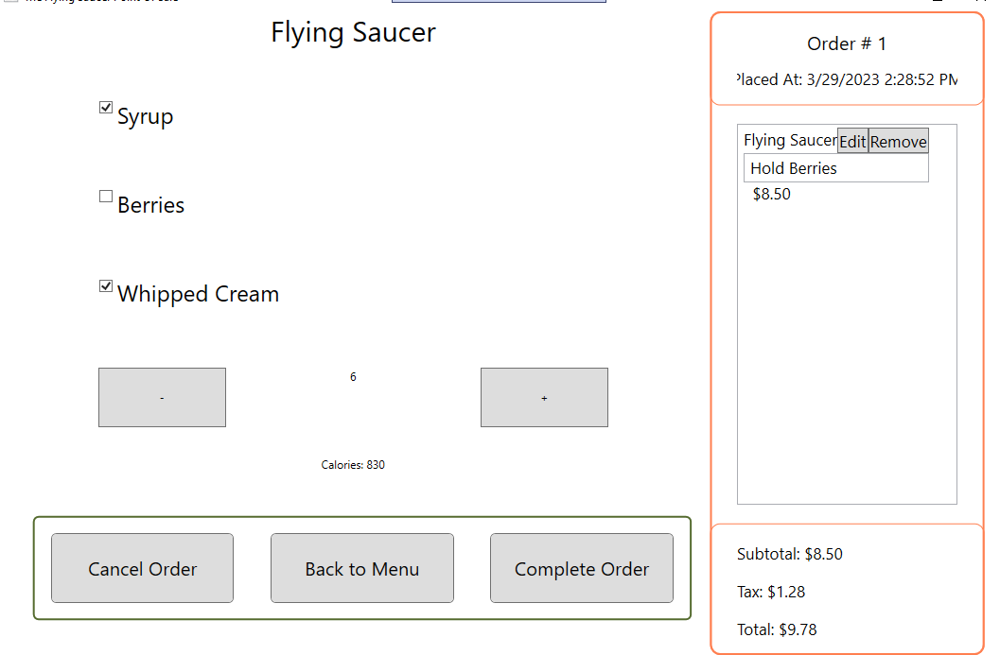 Flying Saucer
Syrup
Berries
Whipped Cream
-
6
+
Calories: 830
Cancel Order
Back to Menu
Complete Order
Order # 1
Placed At: 3/29/2023 2:28:52 PM
Flying Saucer Edit Remove
Hold Berries
$8.50
Subtotal: $8.50
Tax: $1.28
Total: $9.78